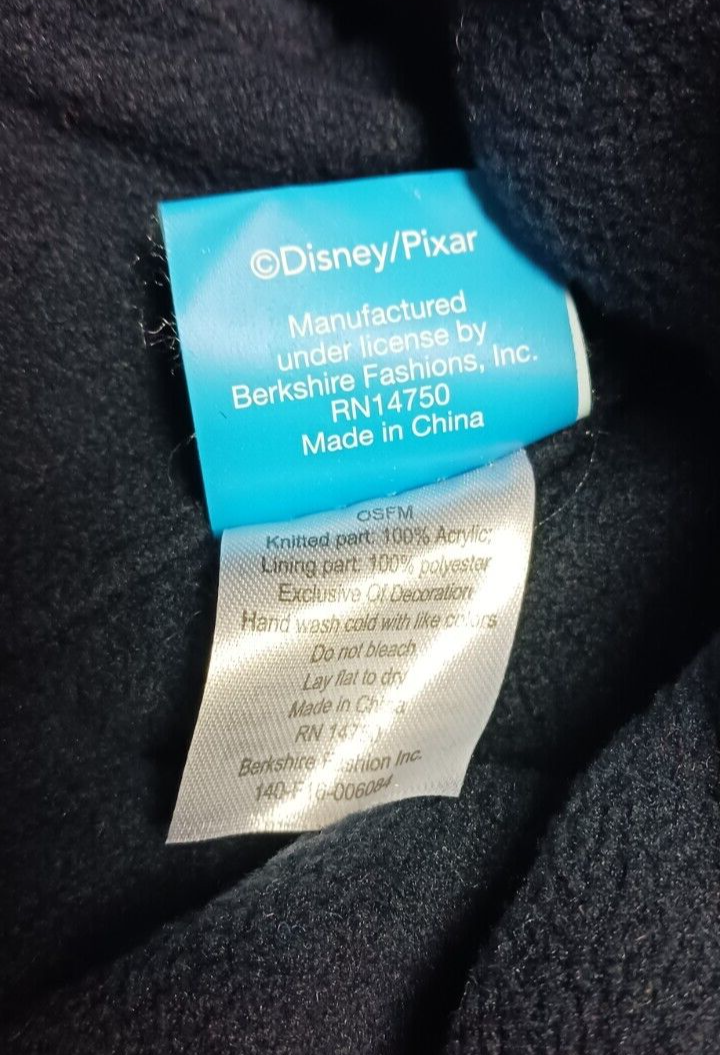 ©Disney/Pixar
Manufactured
under license by
Berkshire Fashions, Inc.
RN14750
Made in China
OSFM
Knitted part: 100% Acrylic;
Lining part: 100% polyester
Exclusive Of Decoration
Hand wash cold with like colors
Do not bleach
Lay flat to dry
Made in China
RN
Berkshire Fashion Inc.